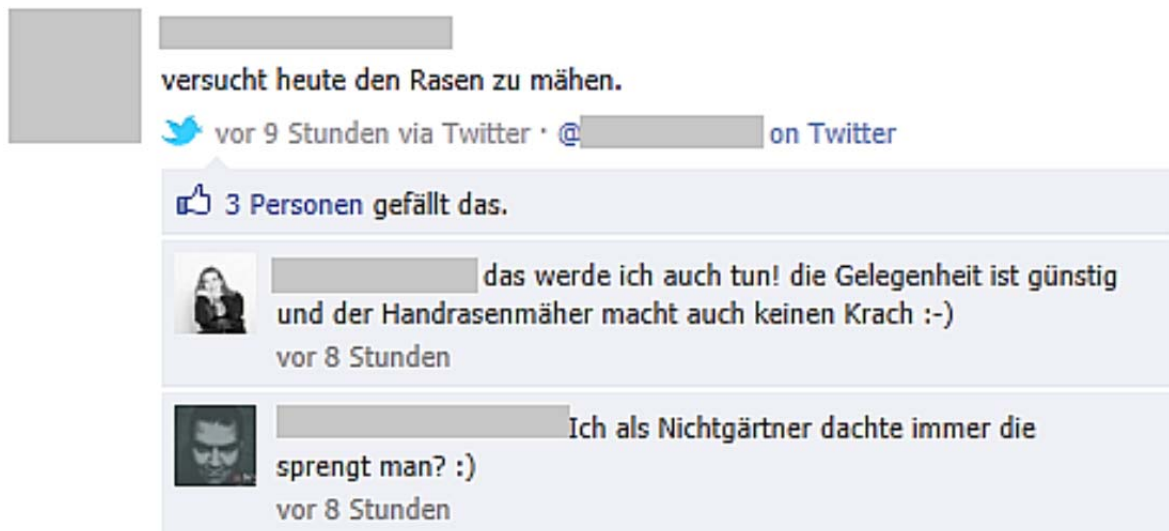 versucht heute den Rasen zu mähen.
vor 9 Stunden via Twitter · @ on Twitter
3 Personen gefällt das.
das werde ich auch tun! die Gelegenheit ist günstig
und der Handrasenmäher macht auch keinen Krach :-)
vor 8 Stunden
Ich als Nichtgärtner dachte immer die
sprengt man? :)
vor 8 Stunden